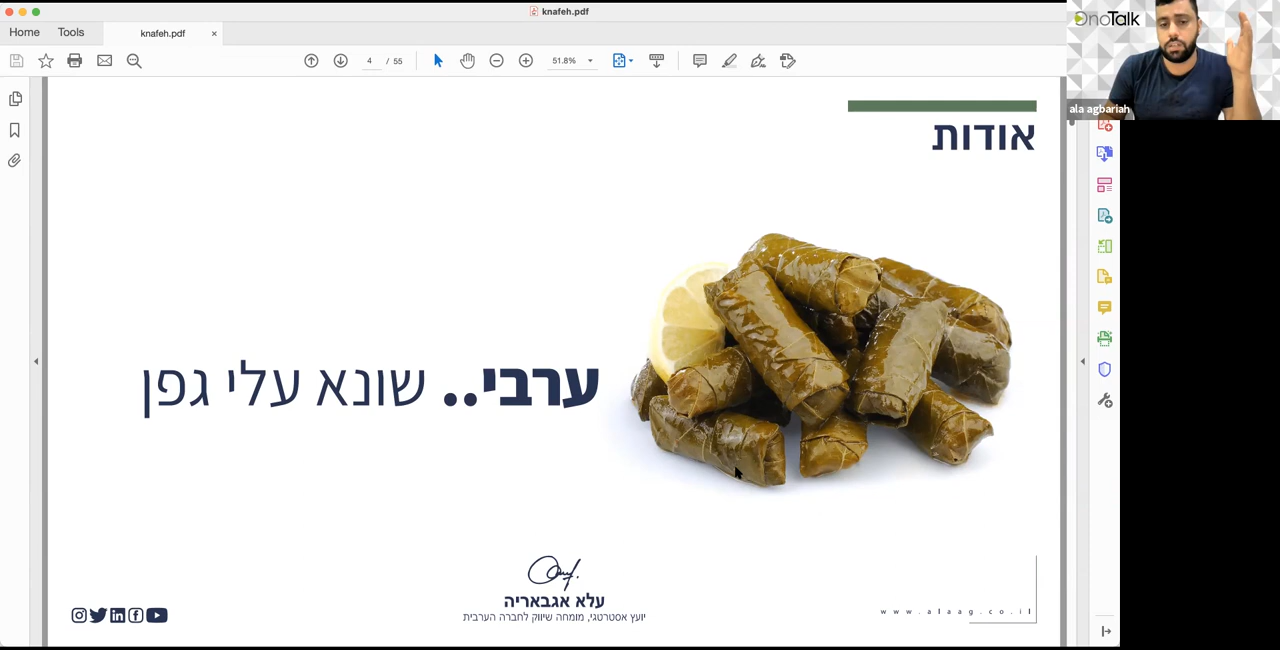 knafeh.pdf
Home
Tools
knafeh.pdf
4 / 55
51.8%
OnoTalk
ala agbariah
אודות
ערבי.. שונא עלי גפן
עלא אגבאריה
יועץ אסטרטגי, מומחה שיווק לחברה הערבית
www.alaag.co.il